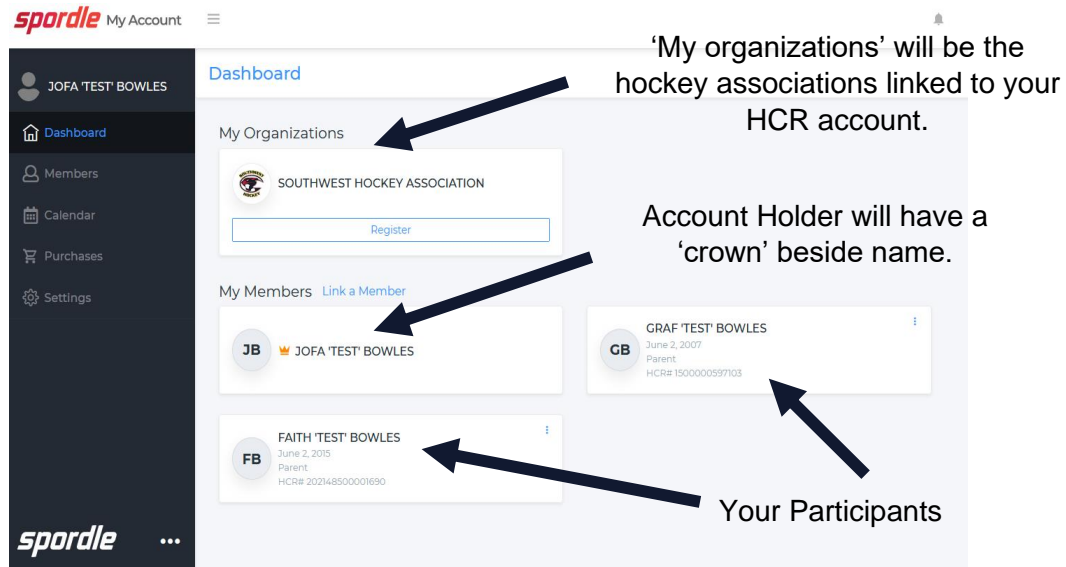 spordle My Account
JOFA 'TEST' BOWLES
Dashboard
Members
Calendar
Purchases
Settings
spordle
Dashboard
‘My organizations’ will be the
hockey associations linked to your
HCR account.
My Organizations
SOUTHWEST HOCKEY ASSOCIATION
Register
Account Holder will have a
‘crown’ beside name.
My Members Link a Member
JB JOFA 'TEST' BOWLES
GB
GRAF 'TEST' BOWLES
June 2, 2007
Parent
HCR# 1500000597103
FB
FAITH 'TEST' BOWLES
June 2, 2015
Parent
HCR# 202148500001690
Your Participants